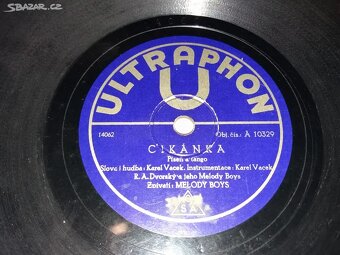 SBAZAR.CZ
ULTRAPHON
U
14062 Obj. čís.: A 10329
CIKÁNKA
Píseň a tango
Slova i hudba: Karel Vacek. Instrumentace: Karel Vacek
R. A. Dvorský a jeho Melody Boys
Zpívají: MELODY BOYS